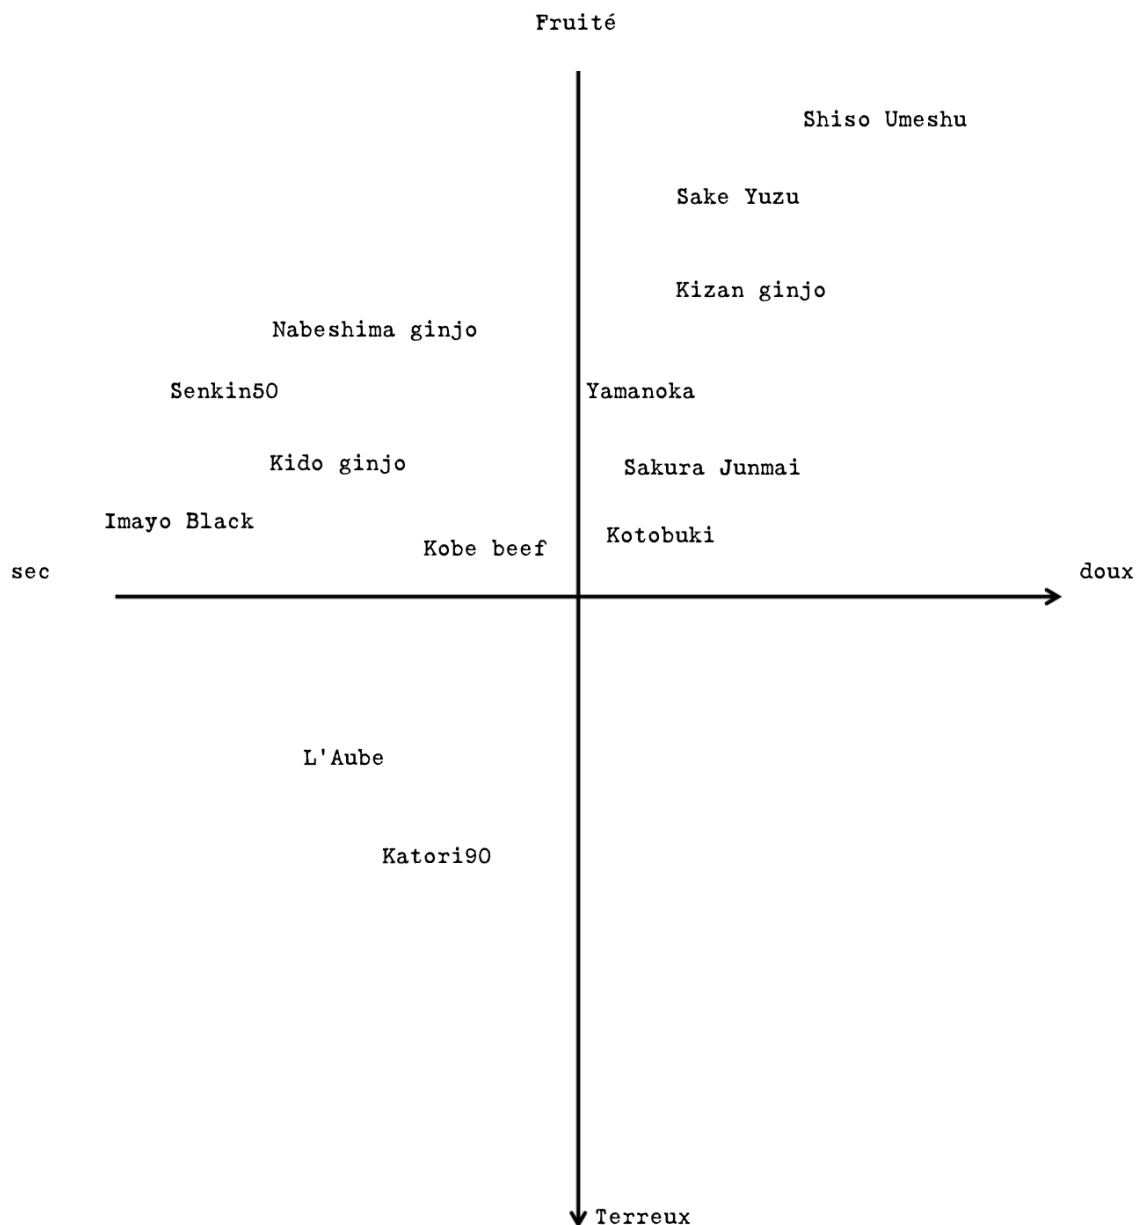 Fruité
Shiso Umeshu
Sake Yuzu
Kizan ginjo
Nabeshima ginjo
Senkin50
Yamanoka
Kido ginjo
Sakura Junmai
Imayo Black
Kotobuki
Kobe beef
sec
doux
L'Aube
Katori90
Terreux